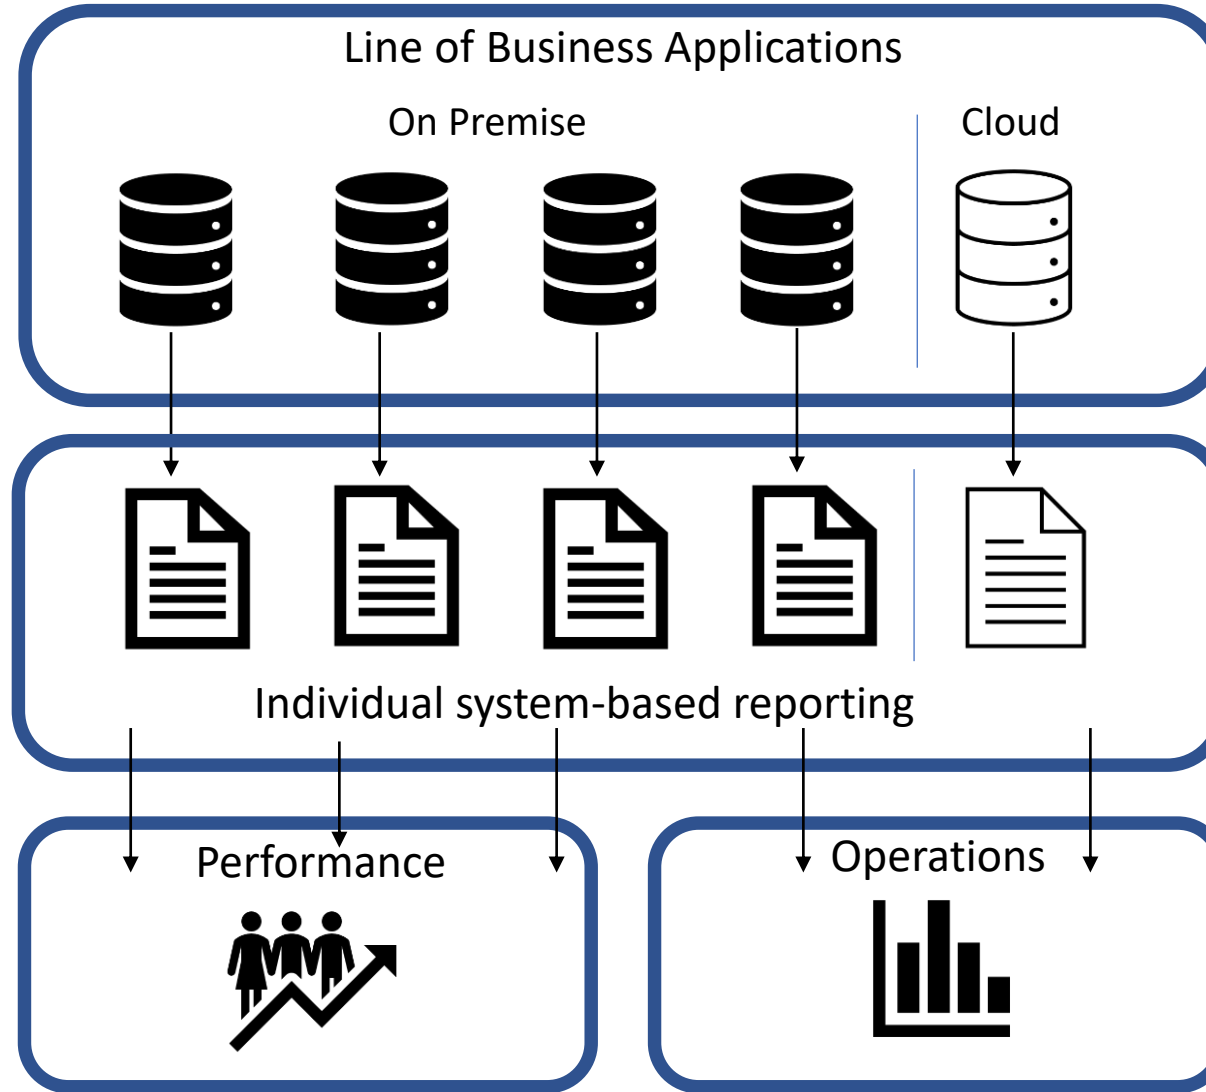 Line of Business Applications
On Premise
Cloud
Individual system-based reporting
Performance
Operations